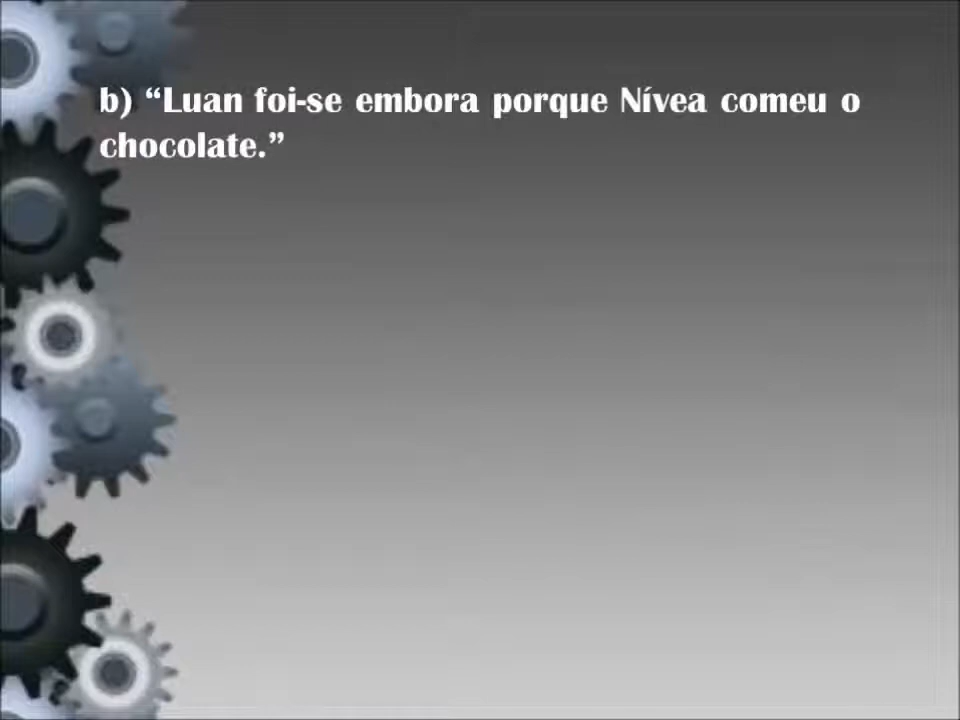 b) “Luan foi-se embora porque Nívea comeu o
chocolate.”